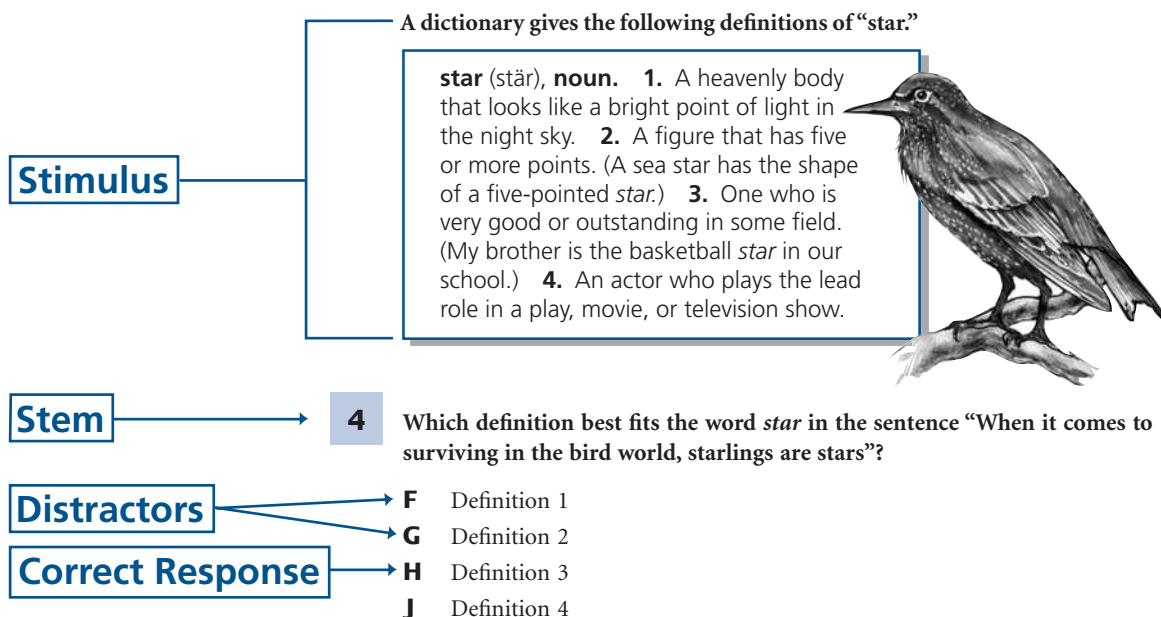 A dictionary gives the following definitions of “star.”
star (stär), noun. 1. A heavenly body
that looks like a bright point of light in
the night sky. 2. A figure that has five
or more points. (A sea star has the shape
of a five-pointed star.) 3. One who is
very good or outstanding in some field.
(My brother is the basketball star in our
school.) 4. An actor who plays the lead
role in a play, movie, or television show.
Stimulus
Stem
4 Which definition best fits the word star in the sentence “When it comes to
surviving in the bird world, starlings are stars”?
Distractors
F Definition 1
G Definition 2
Correct Response
H Definition 3
J Definition 4